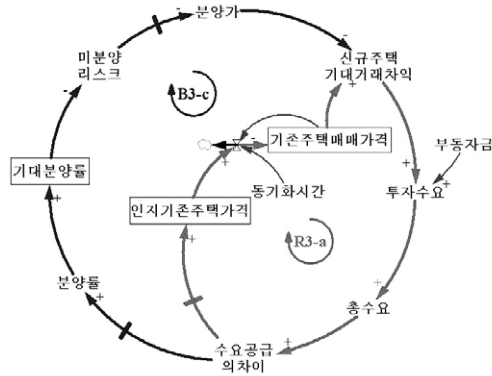 분양가
미분양
리스크
신규주택
기대거래차익
B3-c
기존주택매매가격
부동자금
기대분양률
동기화시간
투자수요
인지기존주택가격
R3-a
분양률
총수요
수요공급
의차이